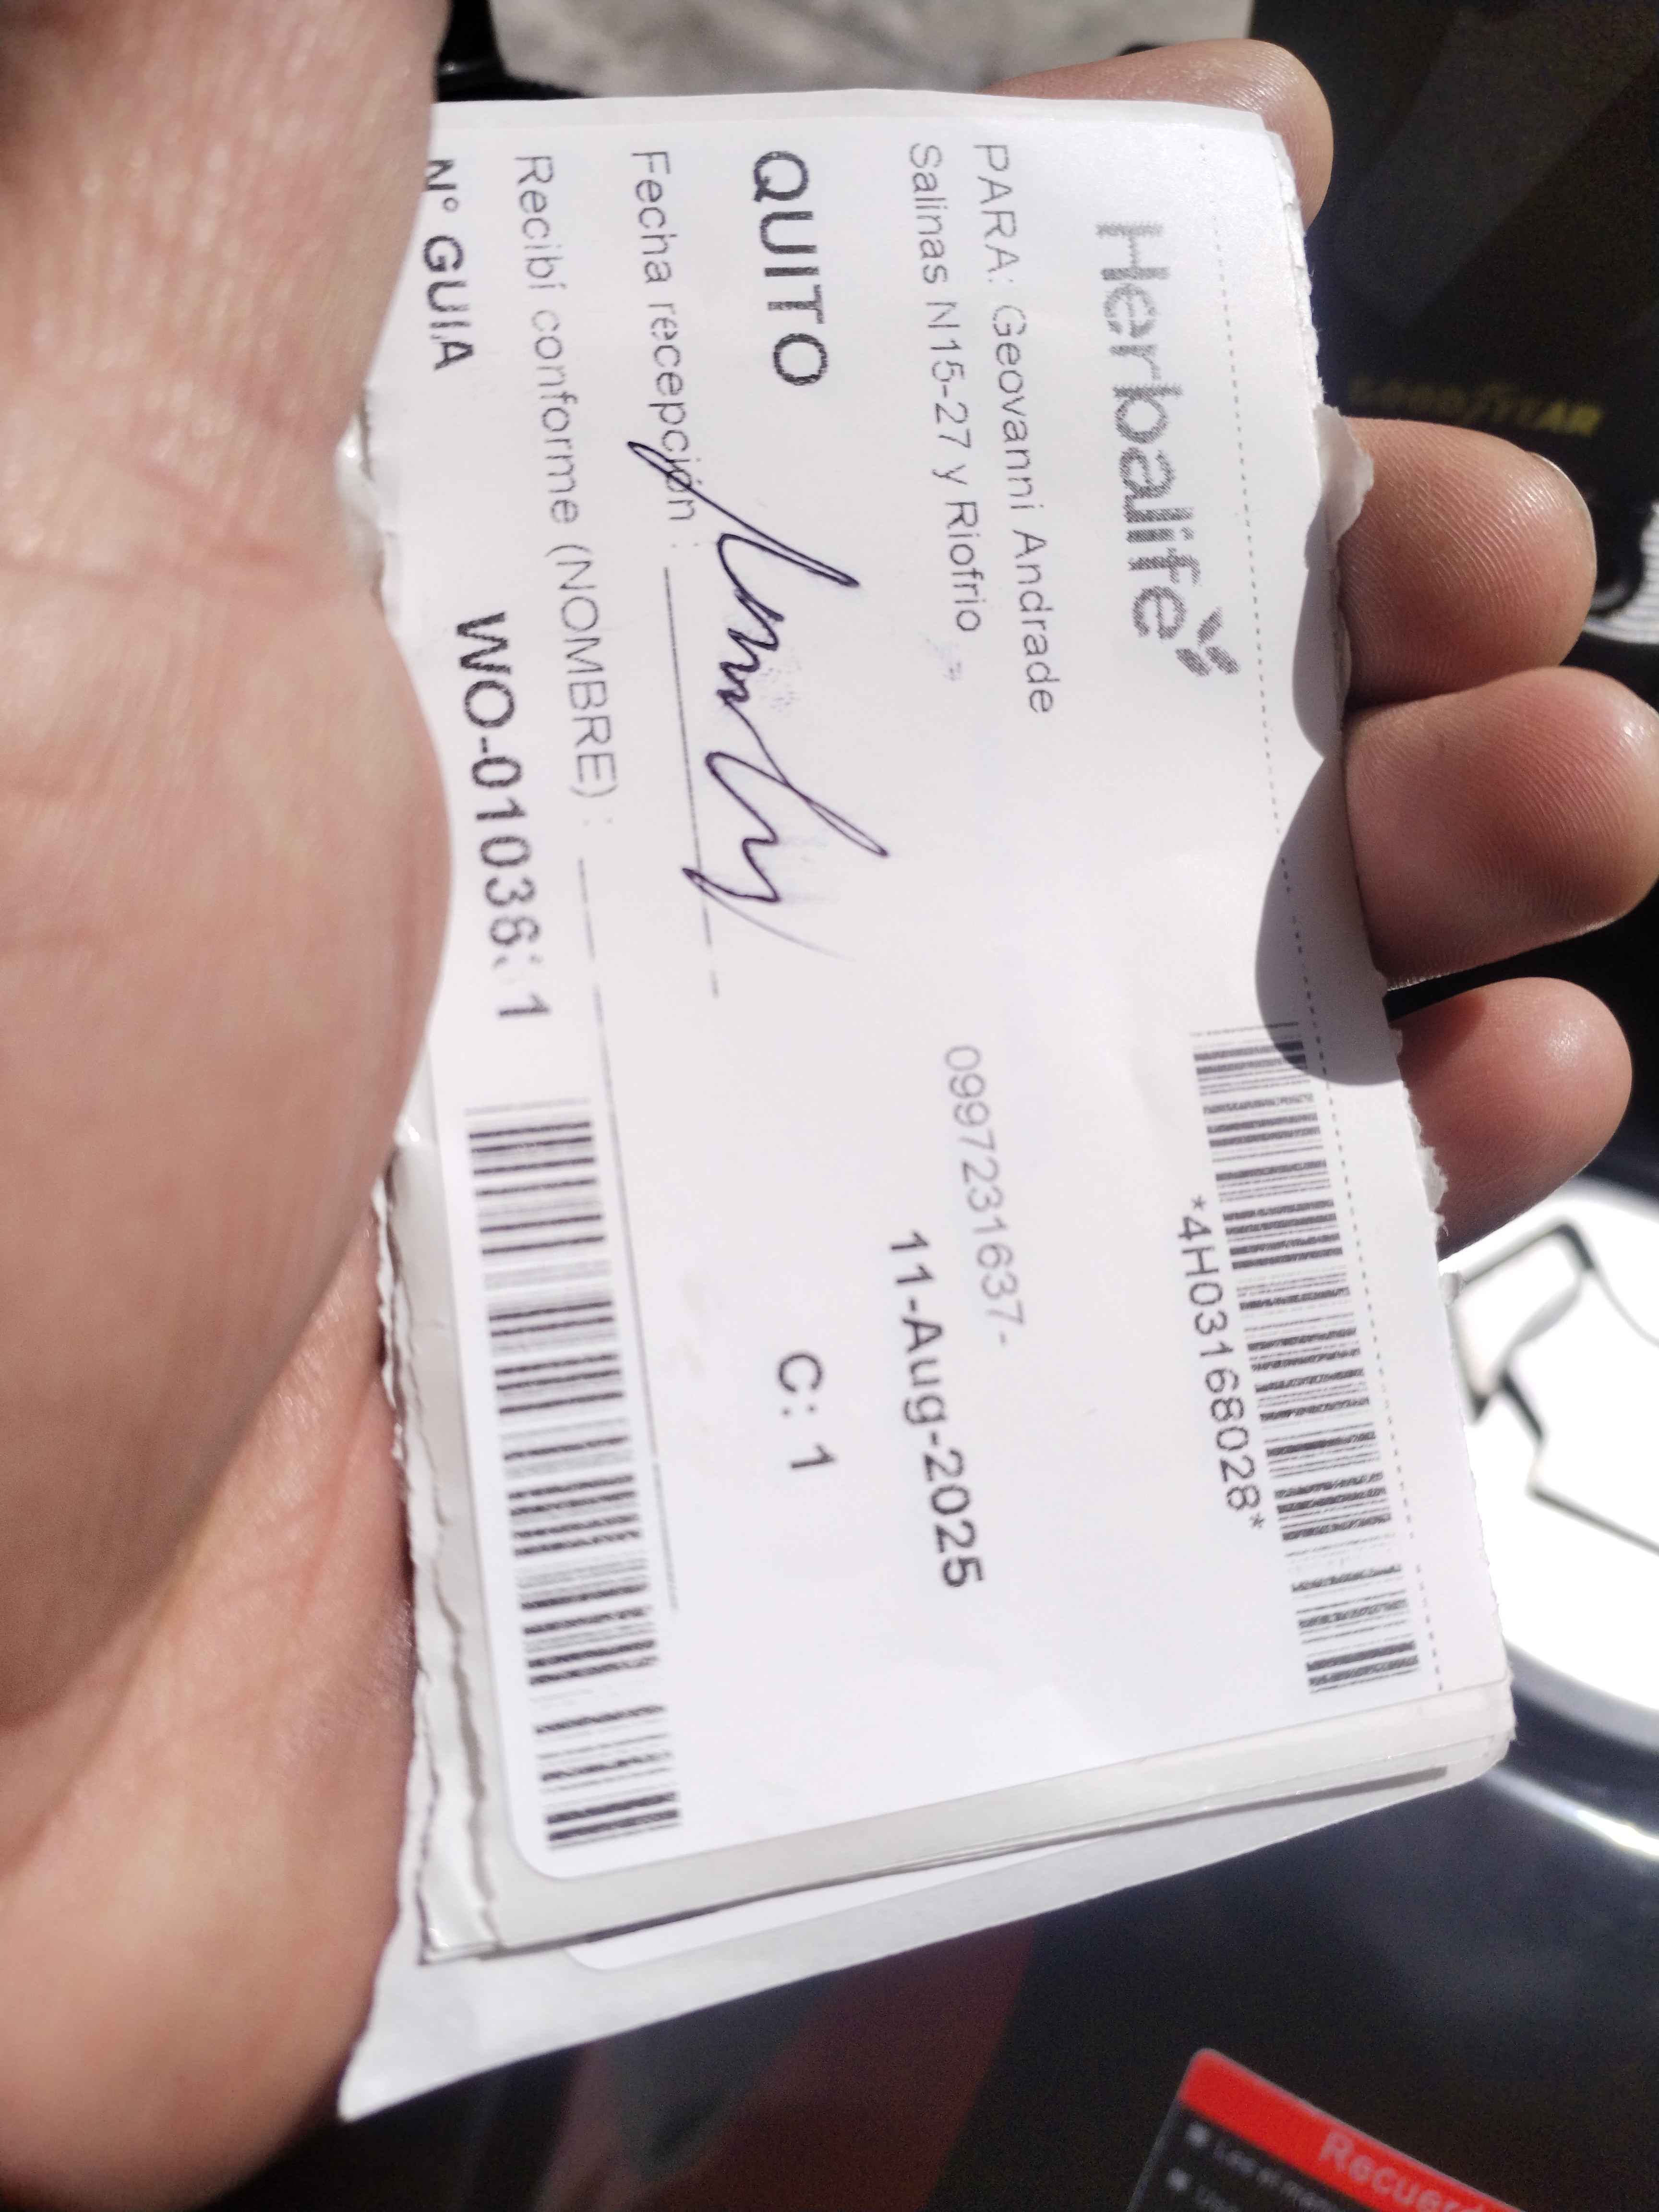 Herbalife
*4H03168028*
PARA: Geovanni Andrade
0997231637-
Salinas N15-27 y Riofrio
11-Aug-2025
QUITO
C: 1
Fecha recepción :
Recibí conforme (NOMBRE) :
N° GUIA
GOODYEAR